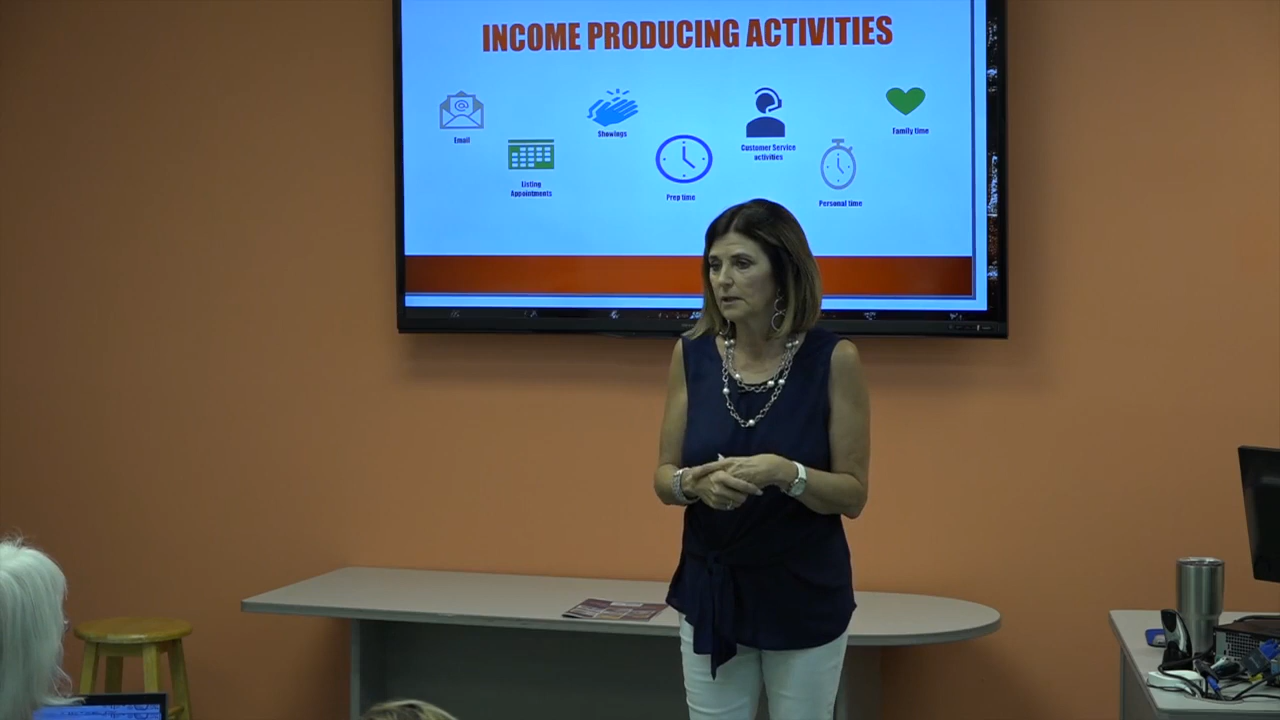 INCOME PRODUCING ACTIVITIES
Email
Listing
Appointments
Showings
Prep time
Customer Service
activities
Personal time
Family time